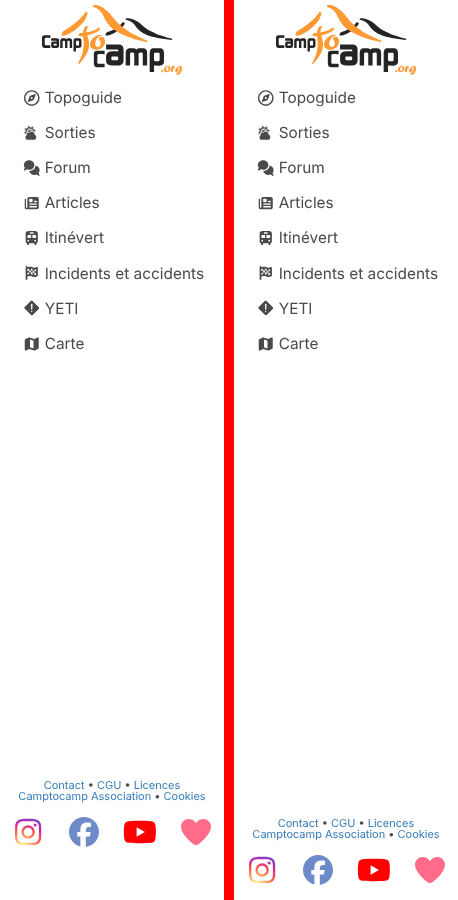 Camptocamp.org
Topoguide
Sorties
Forum
Articles
Itinévert
Incidents et accidents
YETI
Carte
Contact • CGU • Licences
Camptocamp Association • Cookies
Camptocamp.org
Topoguide
Sorties
Forum
Articles
Itinévert
Incidents et accidents
YETI
Carte
Contact • CGU • Licences
Camptocamp Association • Cookies